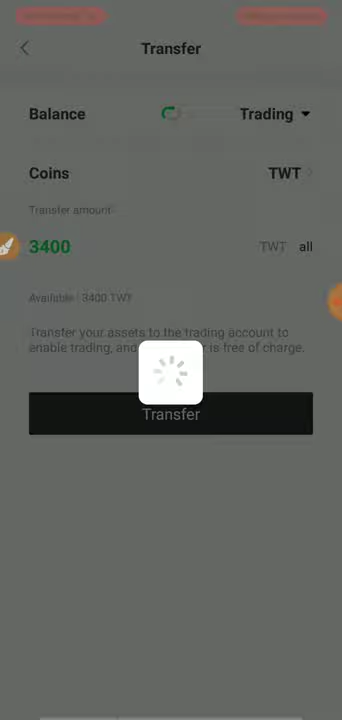 Transfer
Balance Trading
Coins TWT
Transfer amount
3400 TWT all
Available 3400 TWT
Transfer your assets to the trading account to
enable trading, and is free of charge.
Transfer